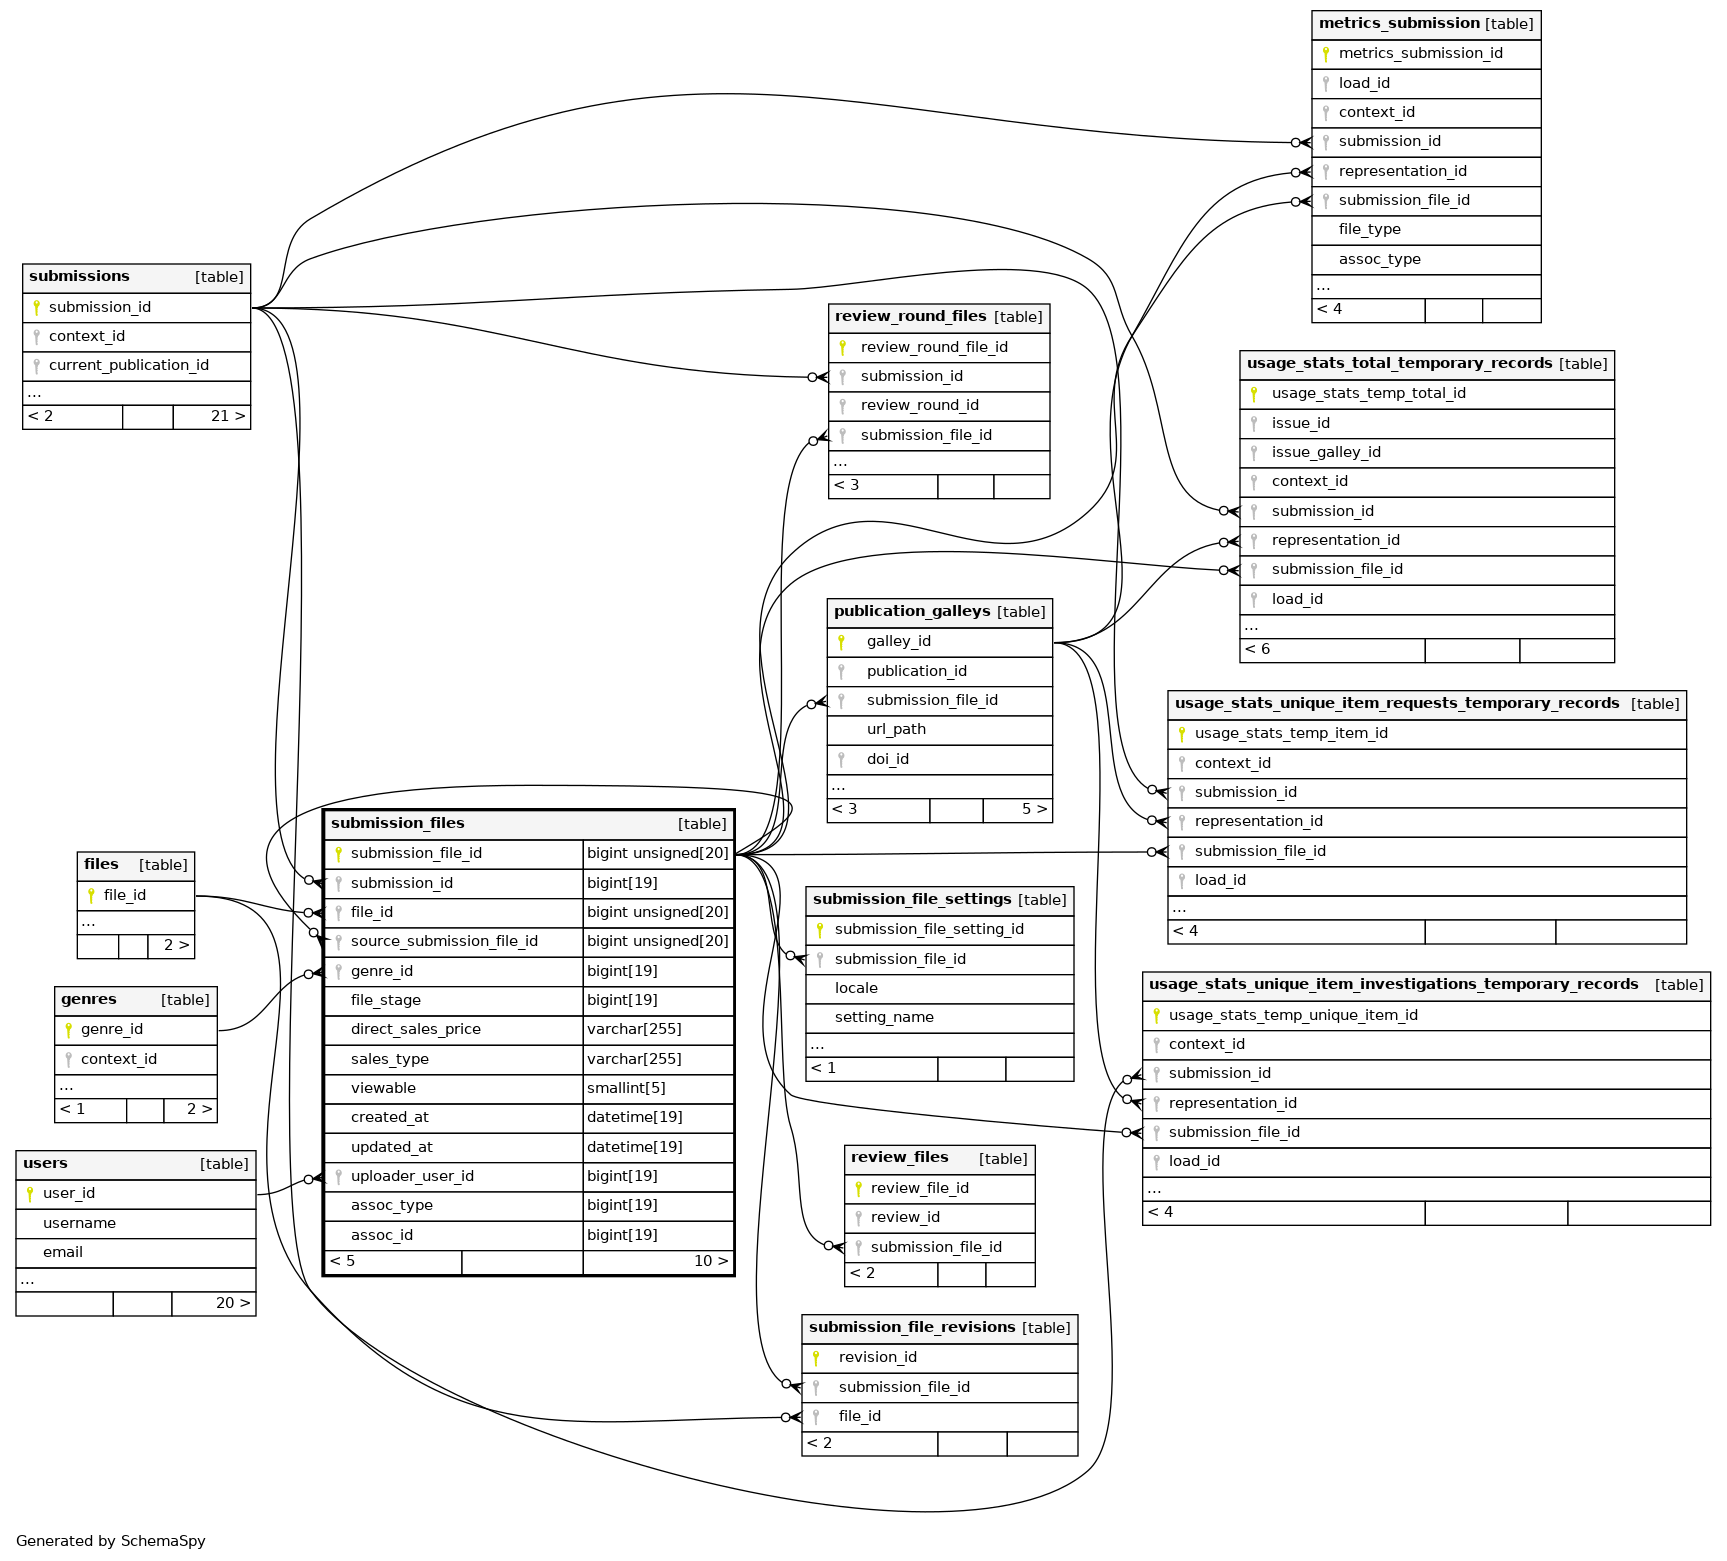 metrics_submission [table]
metrics_submission_id
load_id
context_id
submission_id
representation_id
submission_file_id
file_type
assoc_type
...
< 4
submissions [table]
submission_id
context_id
current_publication_id
...
< 2 21 >
review_round_files [table]
review_round_file_id
submission_id
review_round_id
submission_file_id
...
< 3
usage_stats_total_temporary_records [table]
usage_stats_temp_total_id
issue_id
issue_galley_id
context_id
submission_id
representation_id
submission_file_id
load_id
...
< 6
publication_galleys [table]
galley_id
publication_id
submission_file_id
url_path
doi_id
...
< 3 5 >
usage_stats_unique_item_requests_temporary_records [table]
usage_stats_temp_item_id
context_id
submission_id
representation_id
submission_file_id
load_id
...
< 4
submission_files [table]
submission_file_id bigint unsigned[20]
submission_id bigint[19]
file_id bigint unsigned[20]
source_submission_file_id bigint unsigned[20]
genre_id bigint[19]
file_stage bigint[19]
direct_sales_price varchar[255]
sales_type varchar[255]
viewable smallint[5]
created_at datetime[19]
updated_at datetime[19]
uploader_user_id bigint[19]
assoc_type bigint[19]
assoc_id bigint[19]
< 5 10 >
files [table]
file_id
...
2 >
genres [table]
genre_id
context_id
...
< 1 2 >
users [table]
user_id
username
email
...
20 >
submission_file_settings [table]
submission_file_setting_id
submission_file_id
locale
setting_name
...
< 1
usage_stats_unique_item_investigations_temporary_records [table]
usage_stats_temp_unique_item_id
context_id
submission_id
representation_id
submission_file_id
load_id
...
< 4
review_files [table]
review_file_id
review_id
submission_file_id
< 2
submission_file_revisions [table]
revision_id
submission_file_id
file_id
< 2
Generated by SchemaSpy